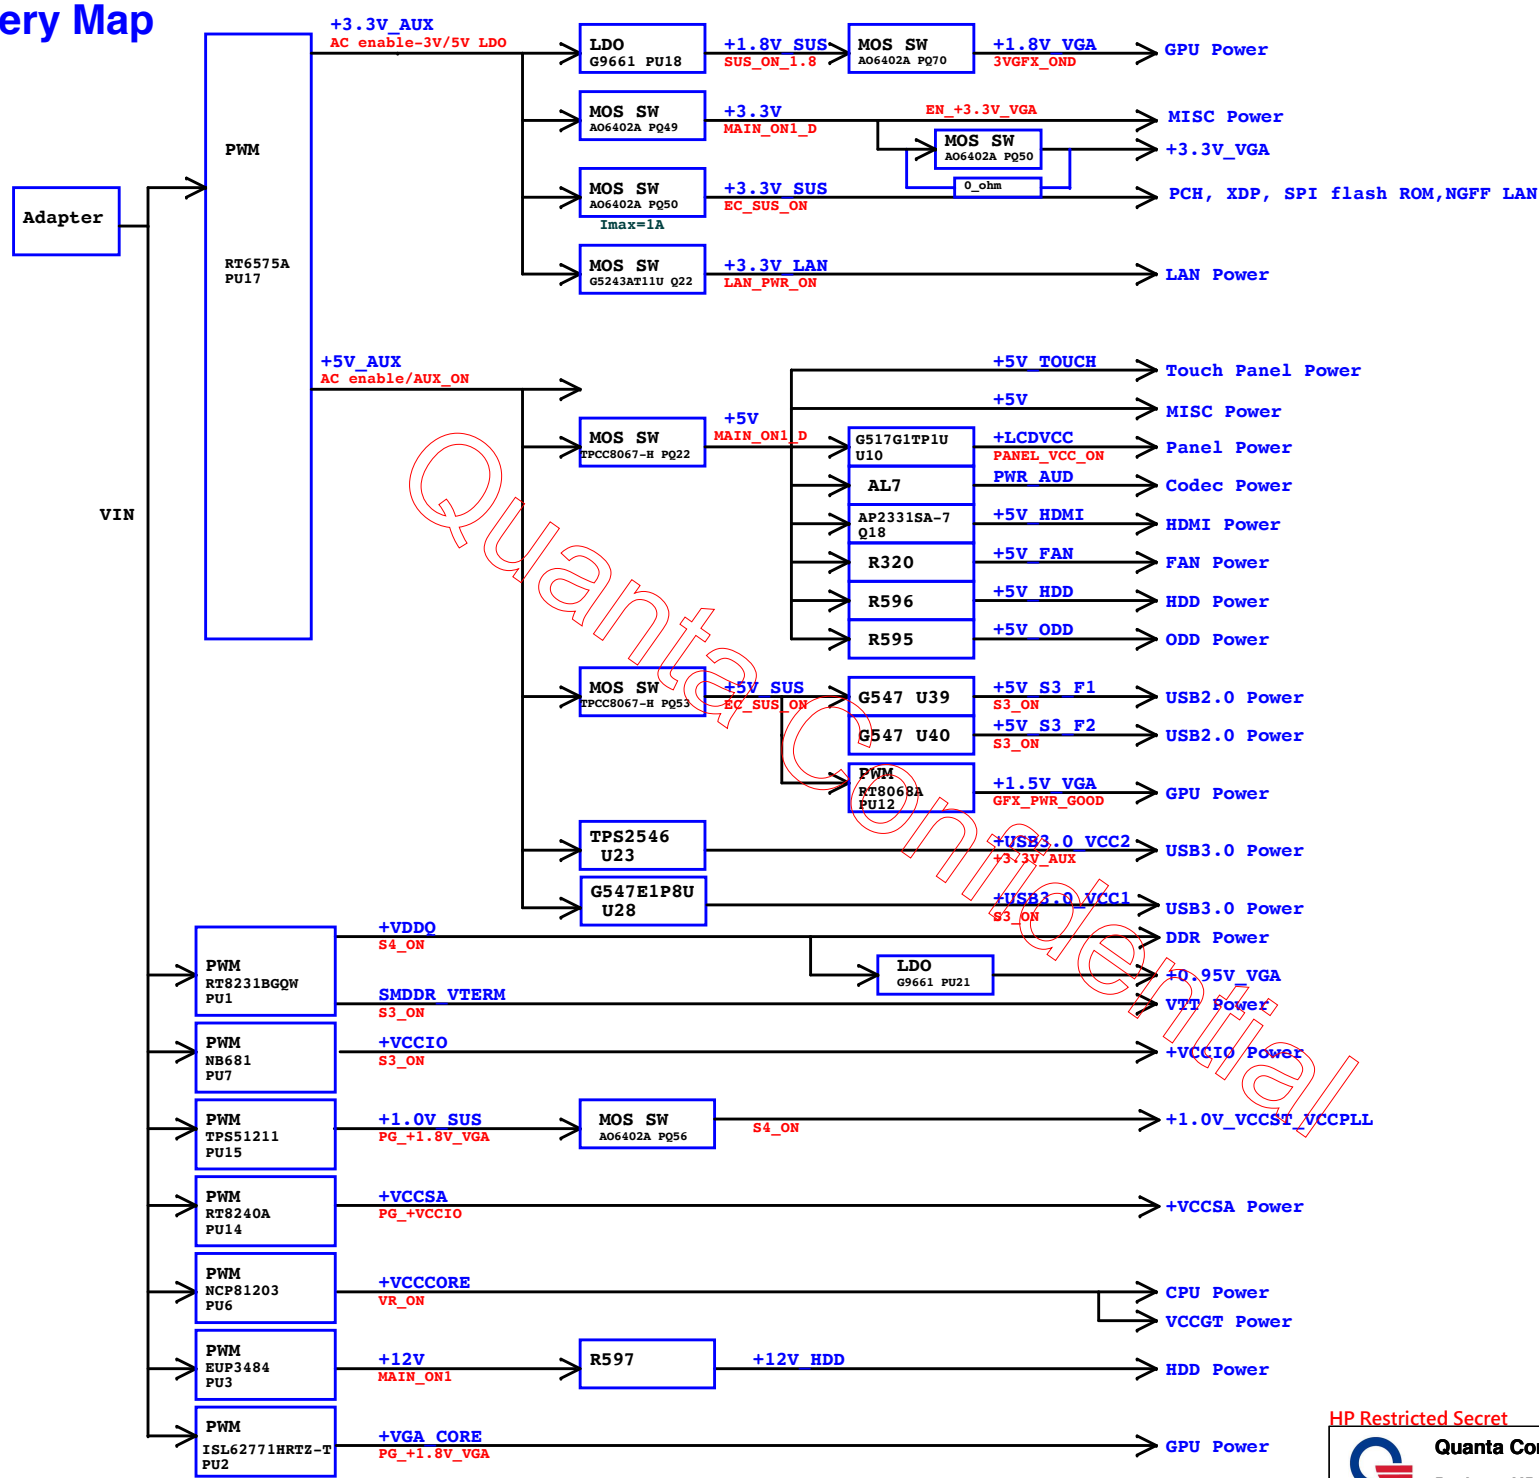 ery Map
+3.3V_AUX
AC enable-3V/5V LDO
LDO
G9661 PU18
+1.8V_SUS
SUS_ON_1.8
MOS SW
AO6402A PQ70
+1.8V_VGA
3VGFX_OND
GPU Power
MOS SW
AO6402A PQ49
+3.3V
MAIN_ON1_D
EN_+3.3V_VGA
MISC Power
MOS SW
AO6402A PQ50
+3.3V_VGA
0_ohm
PWM
RT6575A
PU17
Adapter
MOS SW
AO6402A PQ50
Imax=1A
+3.3V_SUS
EC_SUS_ON
PCH, XDP, SPI flash ROM,NGFF LAN
MOS SW
G5243AT11U Q22
+3.3V_LAN
LAN_PWR_ON
LAN Power
+5V_AUX
AC enable/AUX_ON
+5V_TOUCH
Touch Panel Power
+5V
MISC Power
MOS SW
TPCC8067-H PQ22
+5V
MAIN_ON1_D
G517G1TP1U
U10
+LCDVCC
PANEL_VCC_ON
Panel Power
AL7
PWR_AUD
Codec Power
VIN
AP2331SA-7
Q18
+5V_HDMI
HDMI Power
R320
+5V_FAN
FAN Power
R596
+5V_HDD
HDD Power
R595
+5V_ODD
ODD Power
MOS SW
TPCC8067-H PQ53
+5V_SUS
EC_SUS_ON
G547 U39
+5V_S3_F1
S3_ON
USB2.0 Power
G547 U40
+5V_S3_F2
S3_ON
USB2.0 Power
PWM
RT8068A
PU12
+1.5V_VGA
GFX_PWR_GOOD
GPU Power
TPS2546
U23
+USB3.0_VCC2
+3.3V_AUX
USB3.0 Power
G547E1P8U
U28
+USB3.0_VCC1
S3_ON
USB3.0 Power
PWM
RT8231BGQW
PU1
+VDDQ
S4_ON
DDR Power
LDO
G9661 PU21
+0.95V_VGA
SMDDR_VTERM
S3_ON
VTT Power
PWM
NB681
PU7
+VCCIO
S3_ON
+VCCIO Power
PWM
TPS51211
PU15
+1.0V_SUS
PG_+1.8V_VGA
MOS SW
AO6402A PQ56
S4_ON
+1.0V_VCCST_VCCPLL
PWM
RT8240A
PU14
+VCCSA
PG_+VCCIO
+VCCSA Power
PWM
NCP81203
PU6
+VCCCORE
VR_ON
CPU Power
VCCGT Power
PWM
EUP3484
PU3
+12V
MAIN_ON1
R597
+12V_HDD
HDD Power
PWM
ISL62771HRTZ-T
PU2
+VGA_CORE
PG_+1.8V_VGA
GPU Power
Quanta Confidential
HP Restricted Secret
Quanta Co